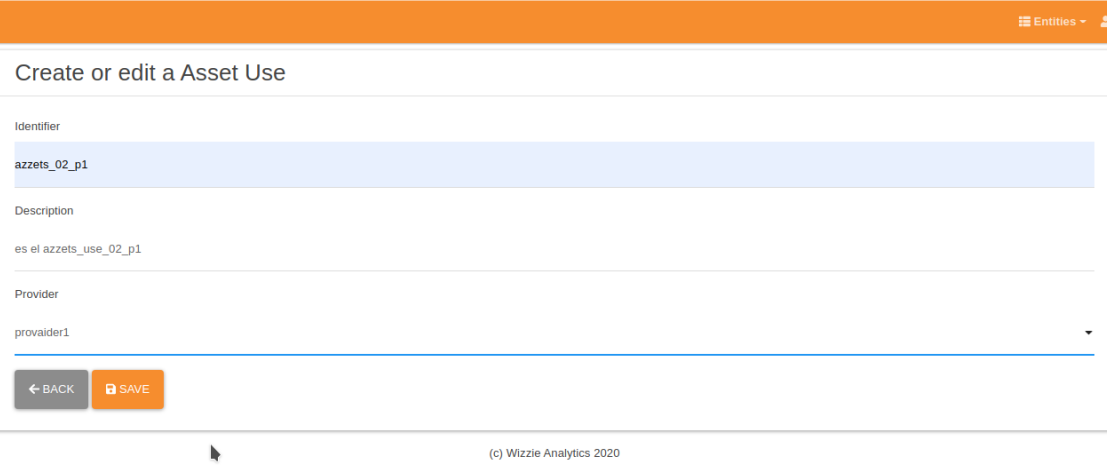 Entities
Create or edit a Asset Use
Identifier
azzets_02_p1
Description
es el azzets_use_02_p1
Provider
provaider1
BACK SAVE
(c) Wizzie Analytics 2020